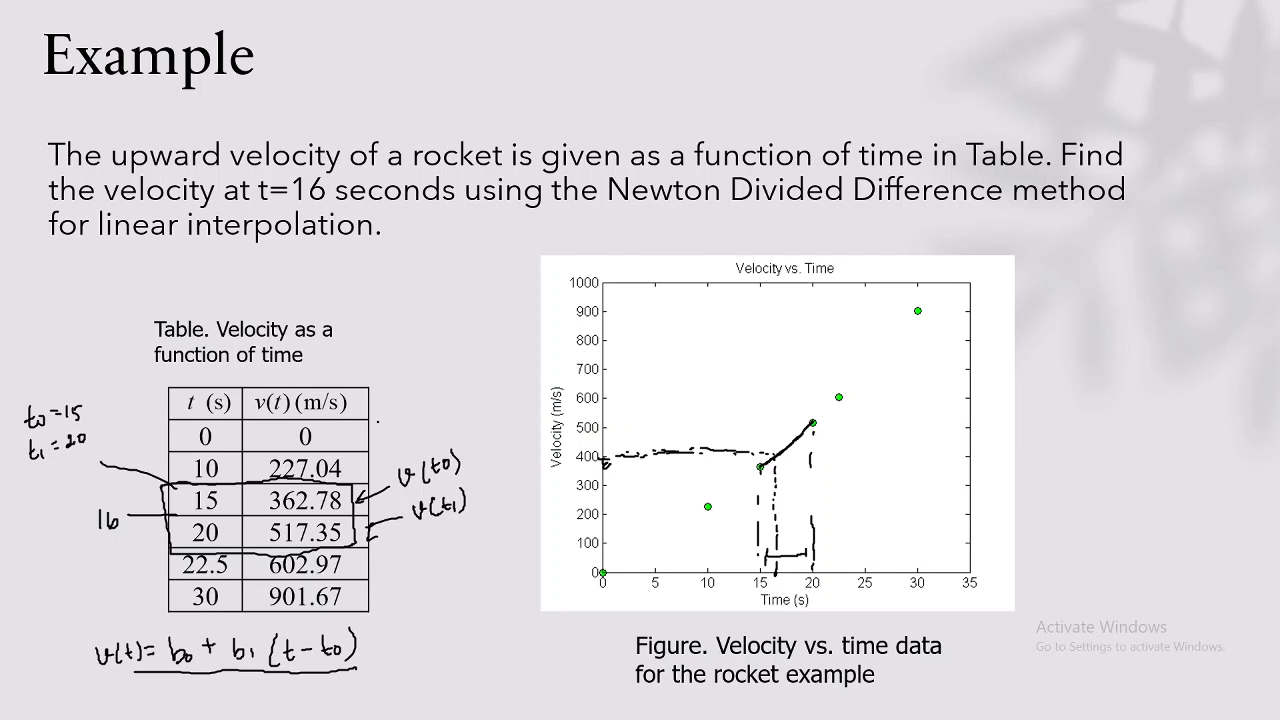 Example
The upward velocity of a rocket is given as a function of time in Table. Find
the velocity at t=16 seconds using the Newton Divided Difference method
for linear interpolation.
Table. Velocity as a
function of time
t (s) v(t) (m/s)
0 0
10 227.04
15 362.78
20 517.35
22.5 602.97
30 901.67
t0=15
t1=20
16
v(t0)
v(t1)
v(t)= b0 + b1 (t-t0)
Velocity vs. Time
Velocity (m/s)
1000
900
800
700
600
500
400
300
200
100
0
0 5 10 15 20 25 30 35
Time (s)
Figure. Velocity vs. time data
for the rocket example
Activate Windows
Go to Settings to activate Windows.